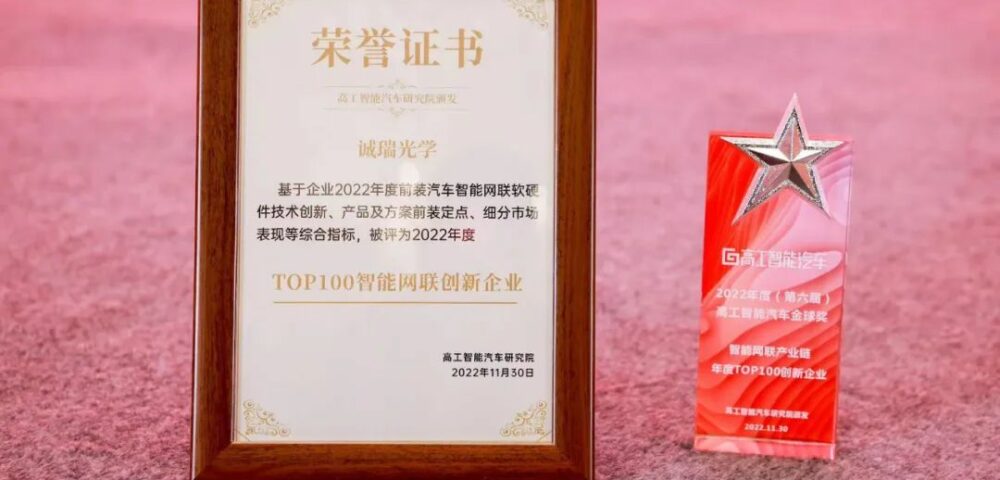 荣誉证书
高工智能汽车研究院颁发
诚瑞光学
基于企业2022年度前装汽车智能网联软硬
件技术创新、产品及方案前装定点、细分市场
表现等综合指标，被评为2022年度
TOP100智能网联创新企业
高工智能汽车研究院
2022年11月30日
高工智能汽车
2022年度（第六届）
高工智能汽车金球奖
智能网联产业链
年度TOP100创新企业
高工智能汽车研究院颁发
2022.11.30